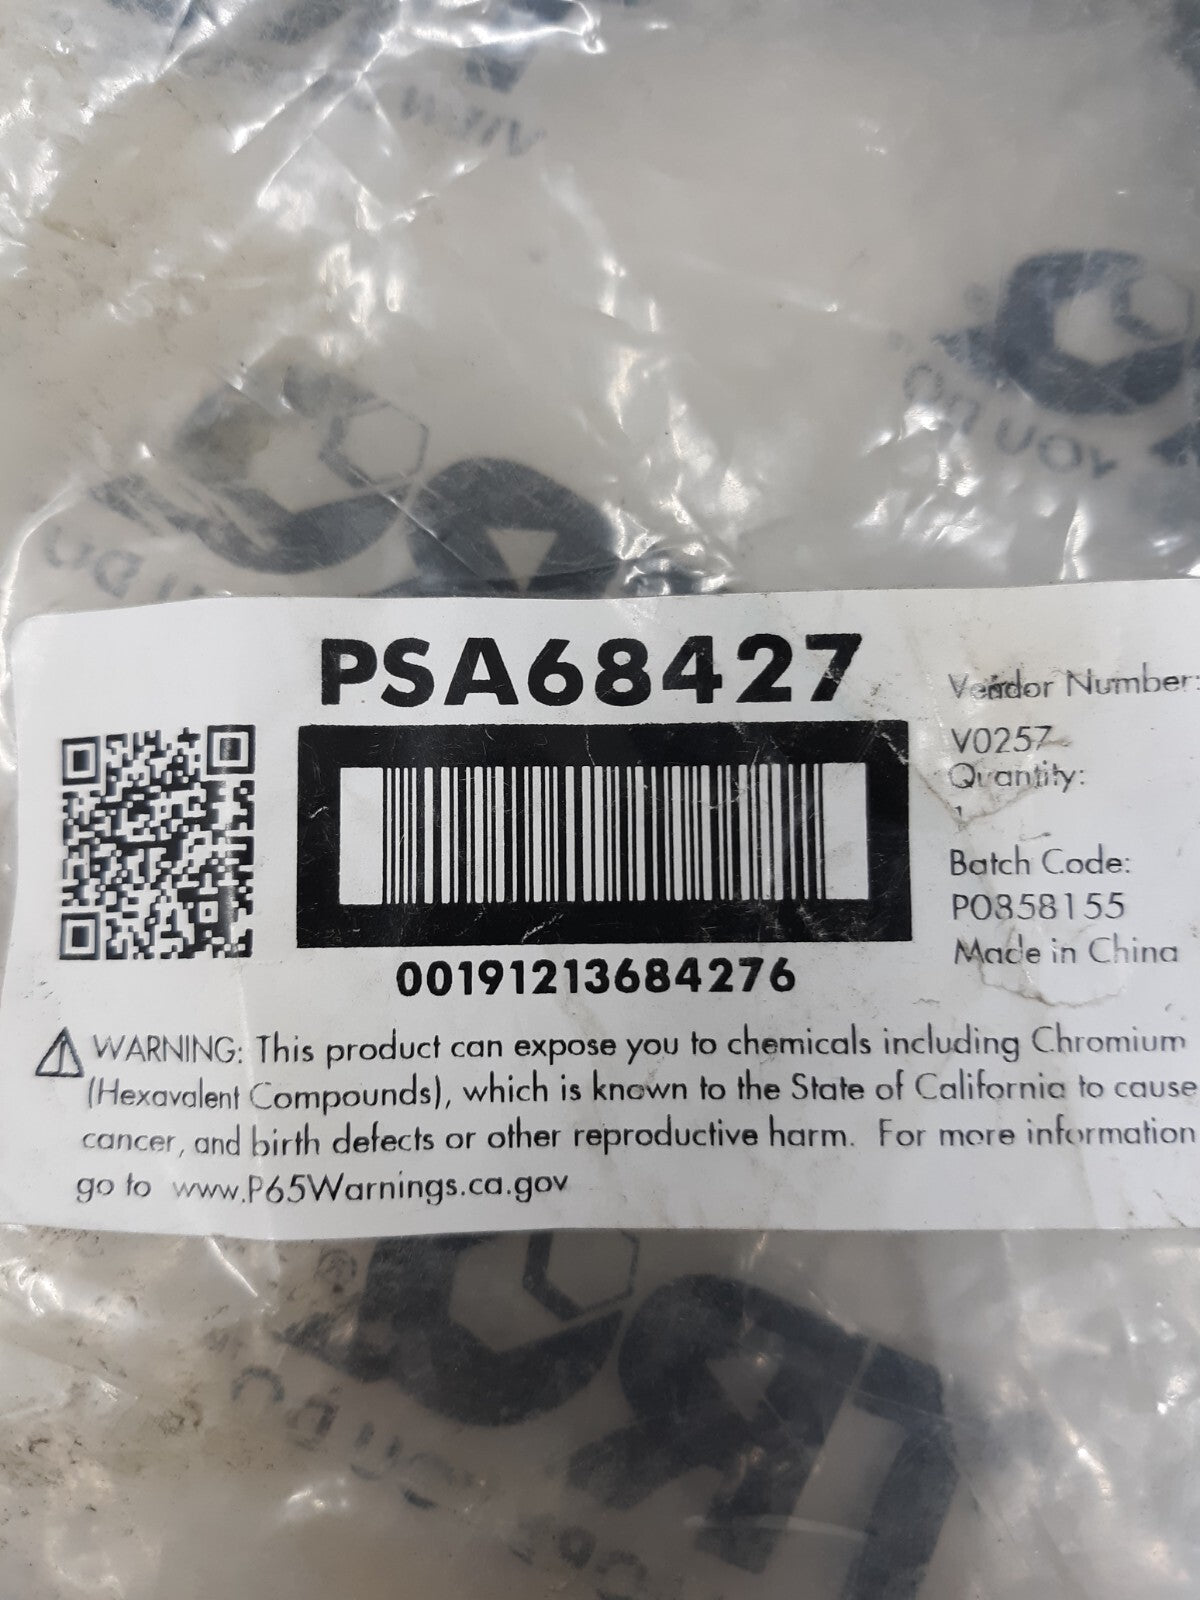 PSA68427
Vendor Number:
V0257
Quantity:
1
Batch Code:
P0858155
Made in China
00191213684276
WARNING: This product can expose you to chemicals including Chromium
(Hexavalent Compounds), which is known to the State of California to cause
cancer, and birth defects or other reproductive harm. For more information
go to www.P65Warnings.ca.gov
YOU DO